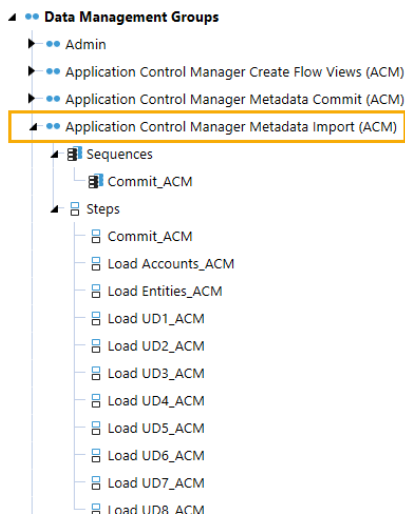 Data Management Groups
Admin
Application Control Manager Create Flow Views (ACM)
Application Control Manager Metadata Commit (ACM)
Application Control Manager Metadata Import (ACM)
Sequences
Commit_ACM
Steps
Commit_ACM
Load Accounts_ACM
Load Entities_ACM
Load UD1_ACM
Load UD2_ACM
Load UD3_ACM
Load UD4_ACM
Load UD5_ACM
Load UD6_ACM
Load UD7_ACM
Load UD8_ACM